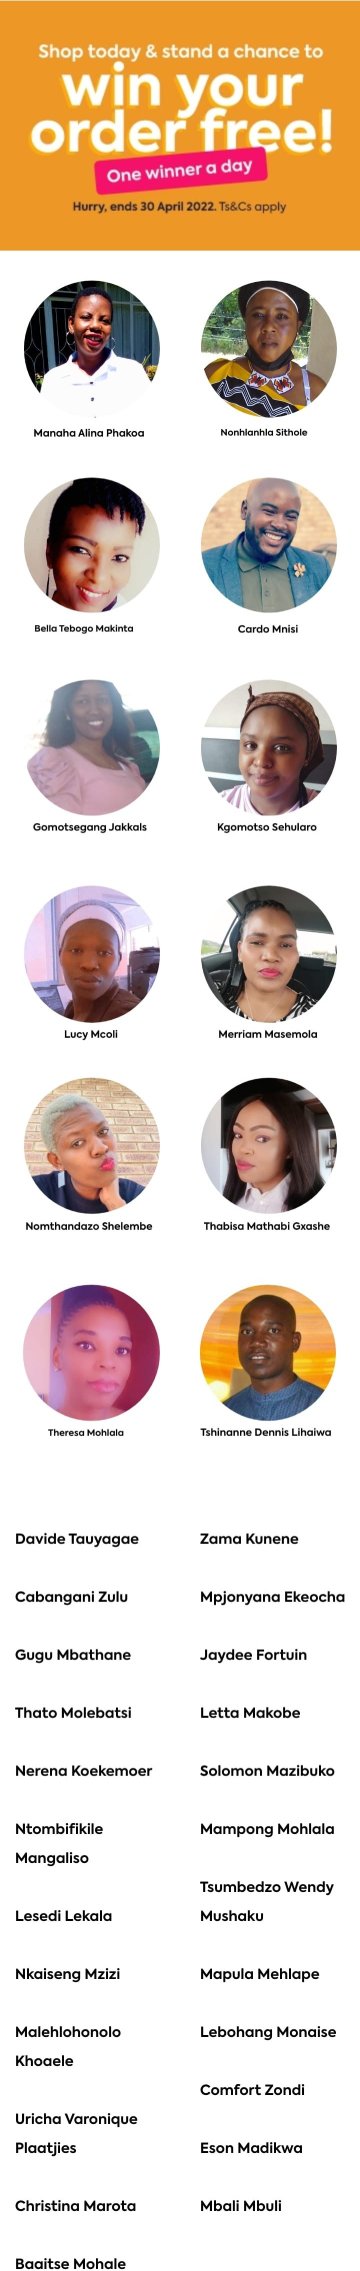 Shop today & stand a chance to
win your
order free!
One winner a day
Hurry, ends 30 April 2022. Ts&Cs apply
Manaha Alina Phakoa
Nonhlanhla Sithole
Bella Tebogo Makinta
Cardo Mnisi
Gomotsegang Jakkals
Kgomotso Sehularo
Lucy Mcoli
Merriam Masemola
Nomthandazo Shelembe
Thabisa Mathabi Gxashe
Theresa Mohlala
Tshinanne Dennis Lihaiwa
Davide Tauyagae
Cabangani Zulu
Gugu Mbathane
Thato Molebatsi
Nerena Koekemoer
Ntombifikile
Mangaliso
Lesedi Lekala
Nkaiseng Mzizi
Malehlohonolo
Khoaele
Uricha Varonique
Plaatjies
Christina Marota
Baaitse Mohale
Zama Kunene
Mpjonyana Ekeocha
Jaydee Fortuin
Letta Makobe
Solomon Mazibuko
Mampong Mohlala
Tsumbedzo Wendy
Mushaku
Mapula Mehlape
Lebohang Monaise
Comfort Zondi
Eson Madikwa
Mbali Mbuli